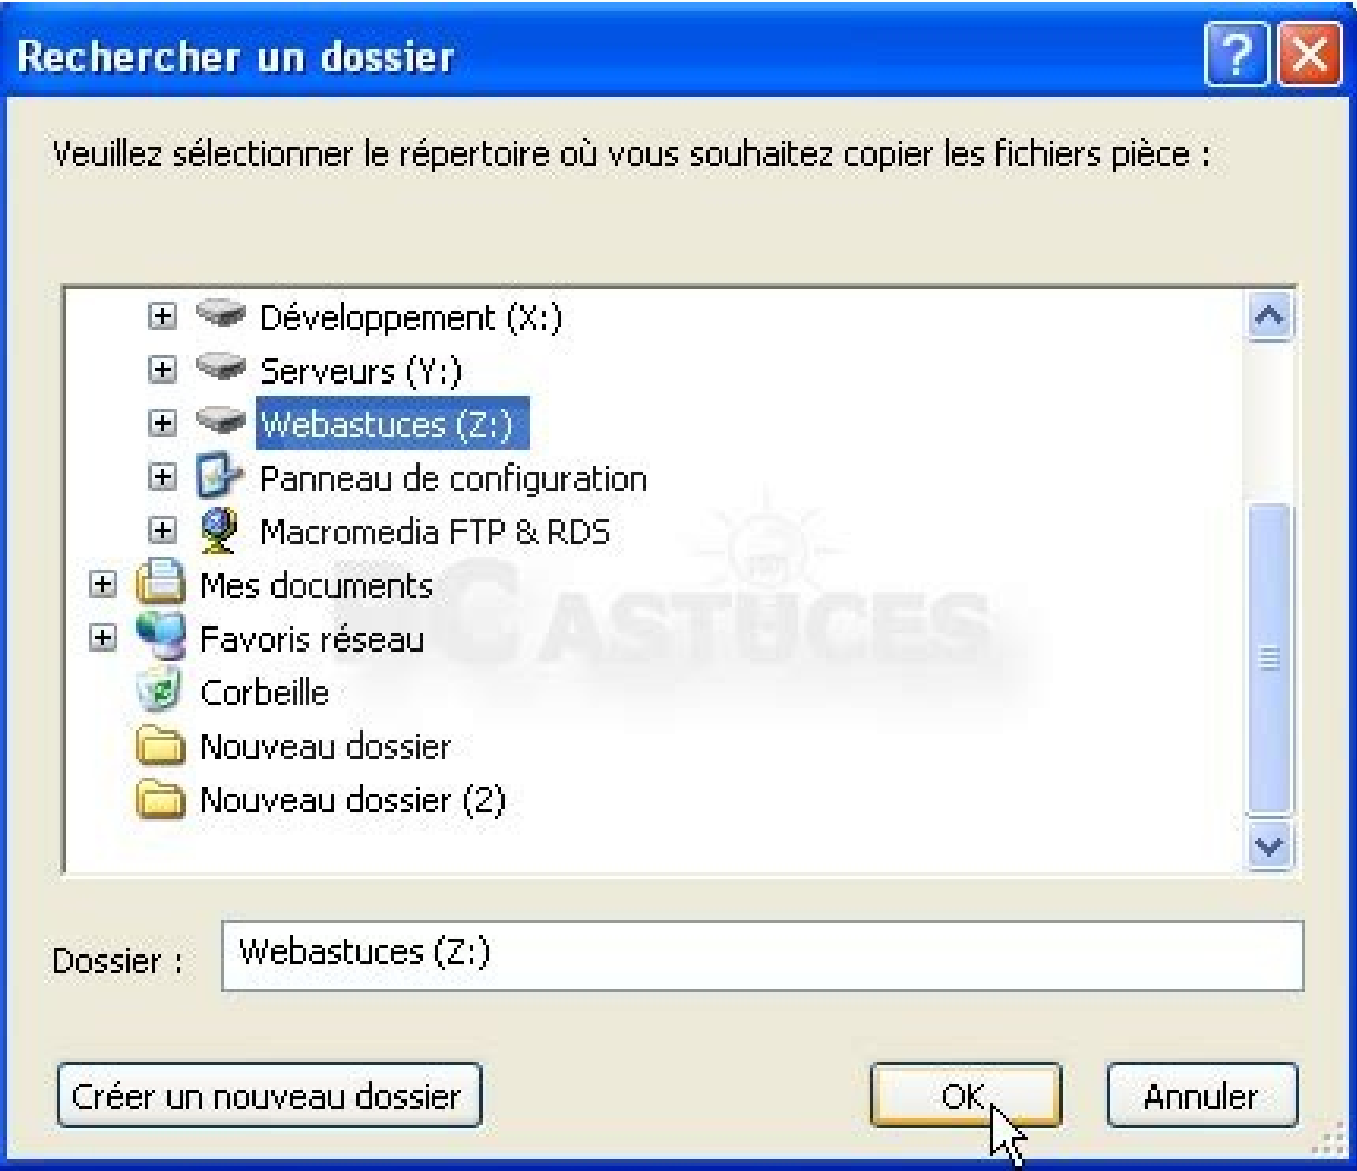 Rechercher un dossier
Veuillez sélectionner le répertoire où vous souhaitez copier les fichiers pièce :
Développement (X:)
Serveurs (Y:)
Webastuces (Z:)
Panneau de configuration
Macromedia FTP & RDS
Mes documents
Favoris réseau
PC ASTUCES
Corbeille
Nouveau dossier
Nouveau dossier (2)
Dossier : Webastuces (Z:)
Créer un nouveau dossier OK Annuler